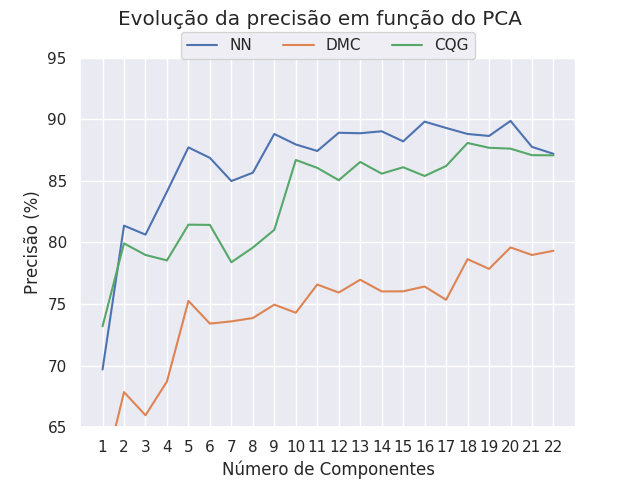 Evolução da precisão em função do PCA
NN DMC CQG
95
90
85
80
75
70
65
Precisão (%)
1 2 3 4 5 6 7 8 9 10 11 12 13 14 15 16 17 18 19 20 21 22
Número de Componentes